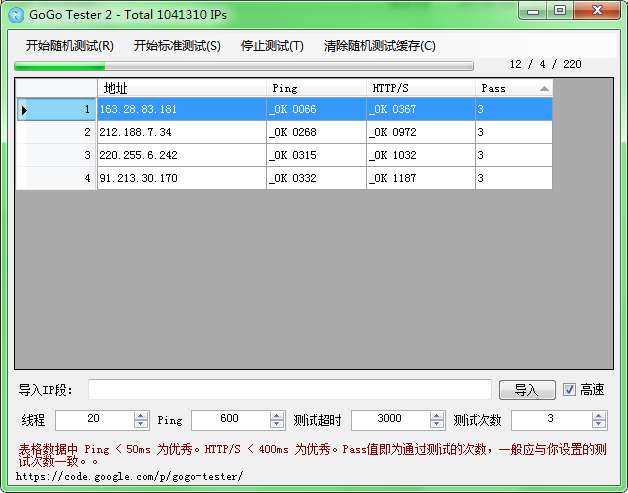 GoGo Tester 2 - Total 1041310 IPs
开始随机测试(R) 开始标准测试(S) 停止测试(T) 清除随机测试缓存(C)
12 / 4 / 220
地址 Ping HTTP/S Pass
1 163.28.83.181 _OK 0066 _OK 0367 3
2 212.188.7.34 _OK 0268 _OK 0972 3
3 220.255.6.242 _OK 0315 _OK 1032 3
4 91.213.30.170 _OK 0332 _OK 1187 3
导入IP段: 导入 高速
线程 20 Ping 600 测试超时 3000 测试次数 3
表格数据中 Ping < 50ms 为优秀。HTTP/S < 400ms 为优秀。Pass值即为通过测试的次数，一般应与你设置的测
试次数一致。。
https://code.google.com/p/gogo-tester/